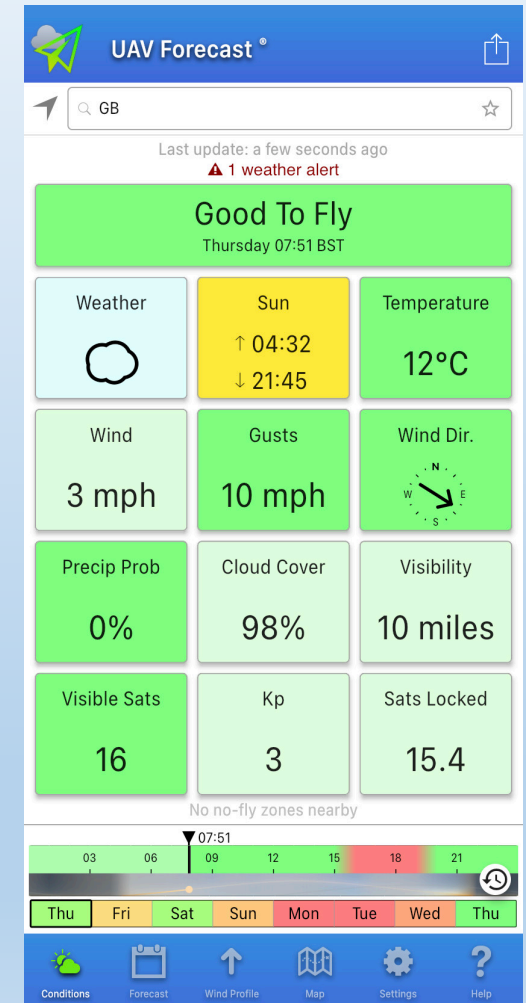 UAV Forecast ®
GB
Last update: a few seconds ago
1 weather alert
Good To Fly
Thursday 07:51 BST
Weather
Sun
Temperature
↑ 04:32
↓ 21:45
12°C
Wind
Gusts
Wind Dir.
3 mph
10 mph
N
W E
S
Precip Prob
Cloud Cover
Visibility
0%
98%
10 miles
Visible Sats
Kp
Sats Locked
16
3
15.4
No no-fly zones nearby
07:51
03 06 09 12 15 18 21
Thu Fri Sat Sun Mon Tue Wed Thu
Conditions Forecast Wind Profile Map Settings Help